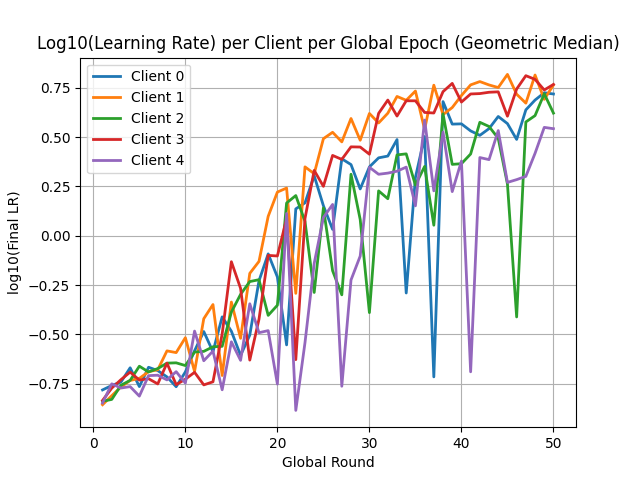 Log10(Learning Rate) per Client per Global Epoch (Geometric Median)
Client 0
Client 1
Client 2
Client 3
Client 4
log10(Final LR)
0.75
0.50
0.25
0.00
−0.25
−0.50
−0.75
0 10 20 30 40 50
Global Round